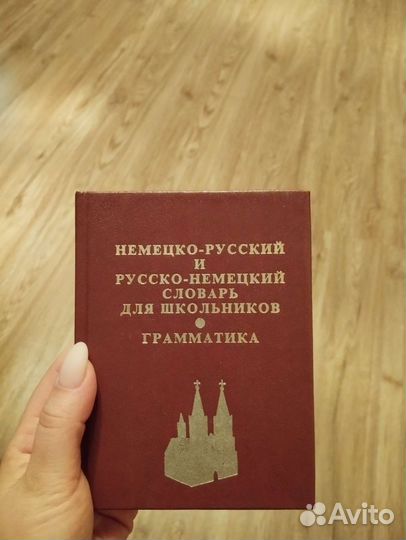 НЕМЕЦКО-РУССКИЙ
И
РУССКО-НЕМЕЦКИЙ
СЛОВАРЬ
ДЛЯ ШКОЛЬНИКОВ
ГРАММАТИКА
Avito